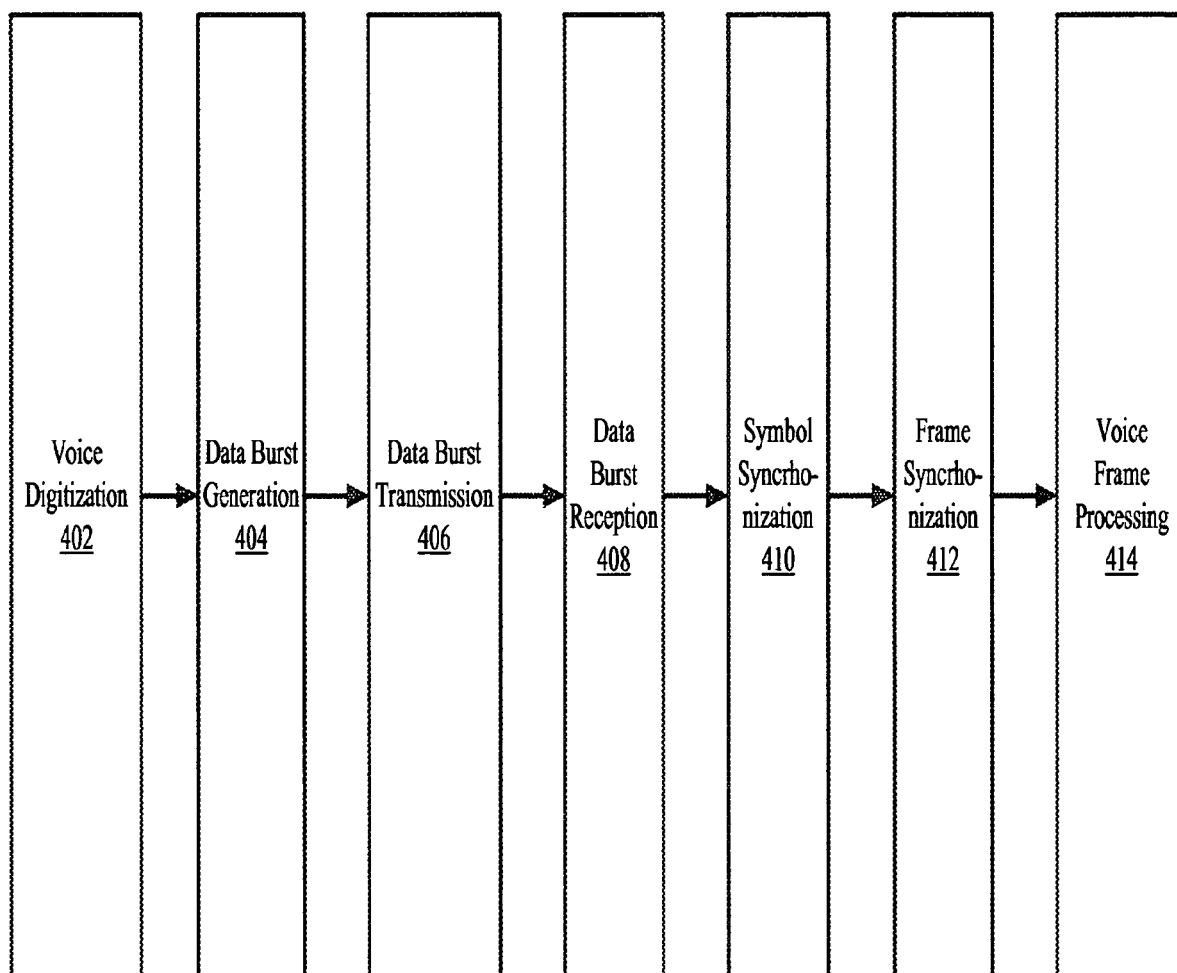 Voice
Digitization
402
Data Burst
Generation
404
Data Burst
Transmission
406
Data
Burst
Reception
408
Symbol
Syncrho-
nization
410
Frame
Syncrho-
nization
412
Voice
Frame
Processing
414